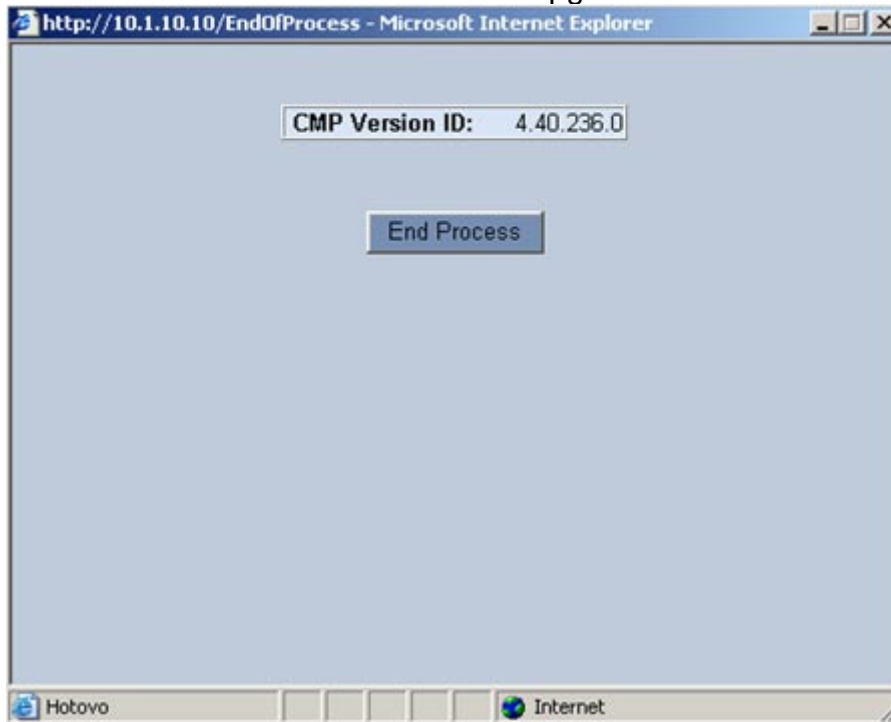 http://10.1.10.10/EndOfProcess - Microsoft Internet Explorer
CMP Version ID: 4.40.236.0
End Process
Hotovo Internet